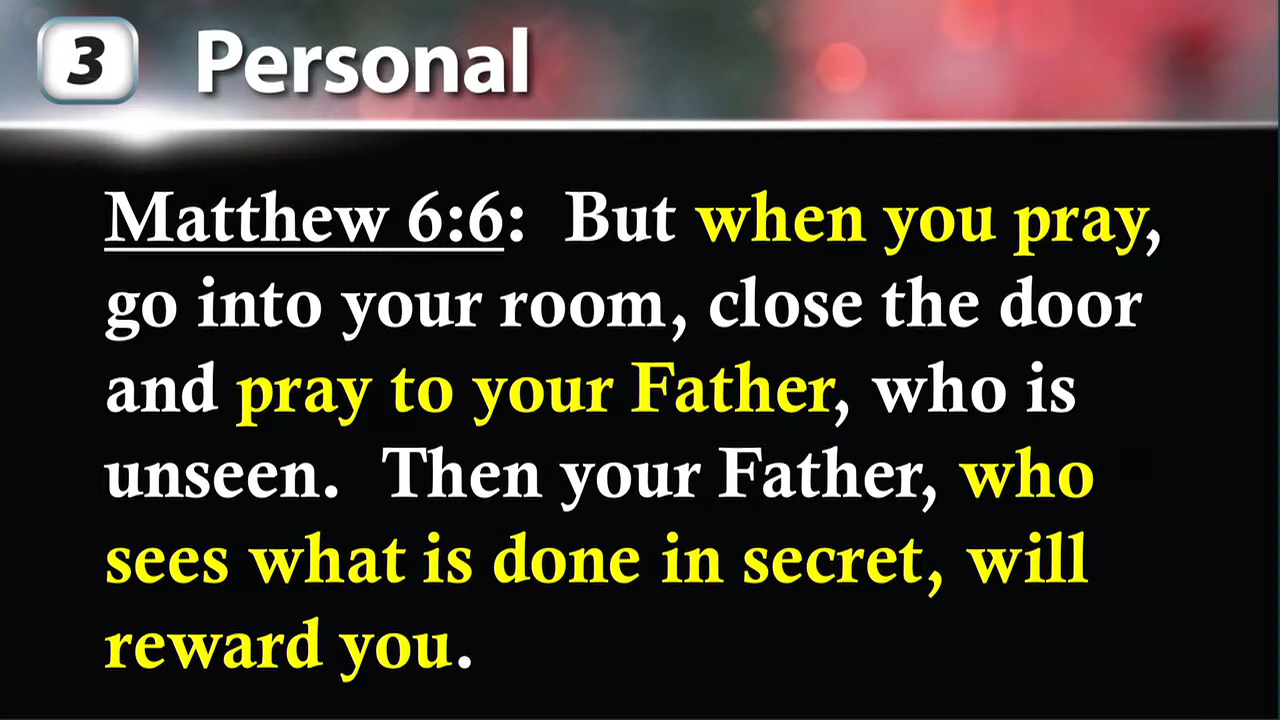 3 Personal
Matthew 6:6:  But when you pray,
go into your room, close the door
and pray to your Father, who is
unseen.  Then your Father, who
sees what is done in secret, will
reward you.